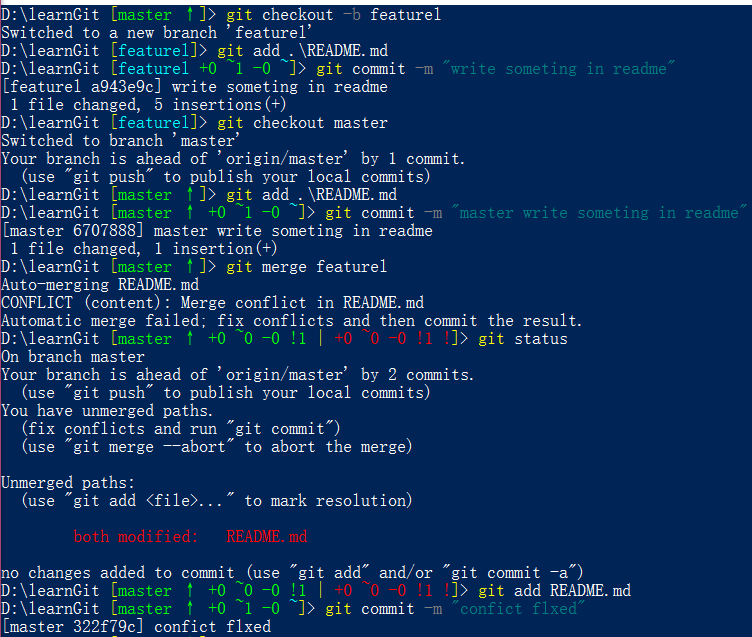 D:\learnGit [master ↑]> git checkout -b feature1
Switched to a new branch 'feature1'
D:\learnGit [feature1]> git add .\README.md
D:\learnGit [feature1 +0 ~1 -0 ~]> git commit -m "write someting in readme"
[feature1 a943e9c] write someting in readme
 1 file changed, 5 insertions(+)
D:\learnGit [feature1]> git checkout master
Switched to branch 'master'
Your branch is ahead of 'origin/master' by 1 commit.
  (use "git push" to publish your local commits)
D:\learnGit [master ↑]> git add .\README.md
D:\learnGit [master ↑ +0 ~1 -0 ~]> git commit -m "master write someting in readme"
[master 6707888] master write someting in readme
 1 file changed, 1 insertion(+)
D:\learnGit [master ↑]> git merge feature1
Auto-merging README.md
CONFLICT (content): Merge conflict in README.md
Automatic merge failed; fix conflicts and then commit the result.
D:\learnGit [master ↑ +0 ~0 -0 !1 | +0 ~0 -0 !1 !]> git status
On branch master
Your branch is ahead of 'origin/master' by 2 commits.
  (use "git push" to publish your local commits)
You have unmerged paths.
  (fix conflicts and run "git commit")
  (use "git merge --abort" to abort the merge)
Unmerged paths:
  (use "git add <file>..." to mark resolution)
        both modified:   README.md
no changes added to commit (use "git add" and/or "git commit -a")
D:\learnGit [master ↑ +0 ~0 -0 !1 | +0 ~0 -0 !1 !]> git add README.md
D:\learnGit [master ↑ +0 ~1 -0 ~]> git commit -m "confict flxed"
[master 322f79c] confict flxed